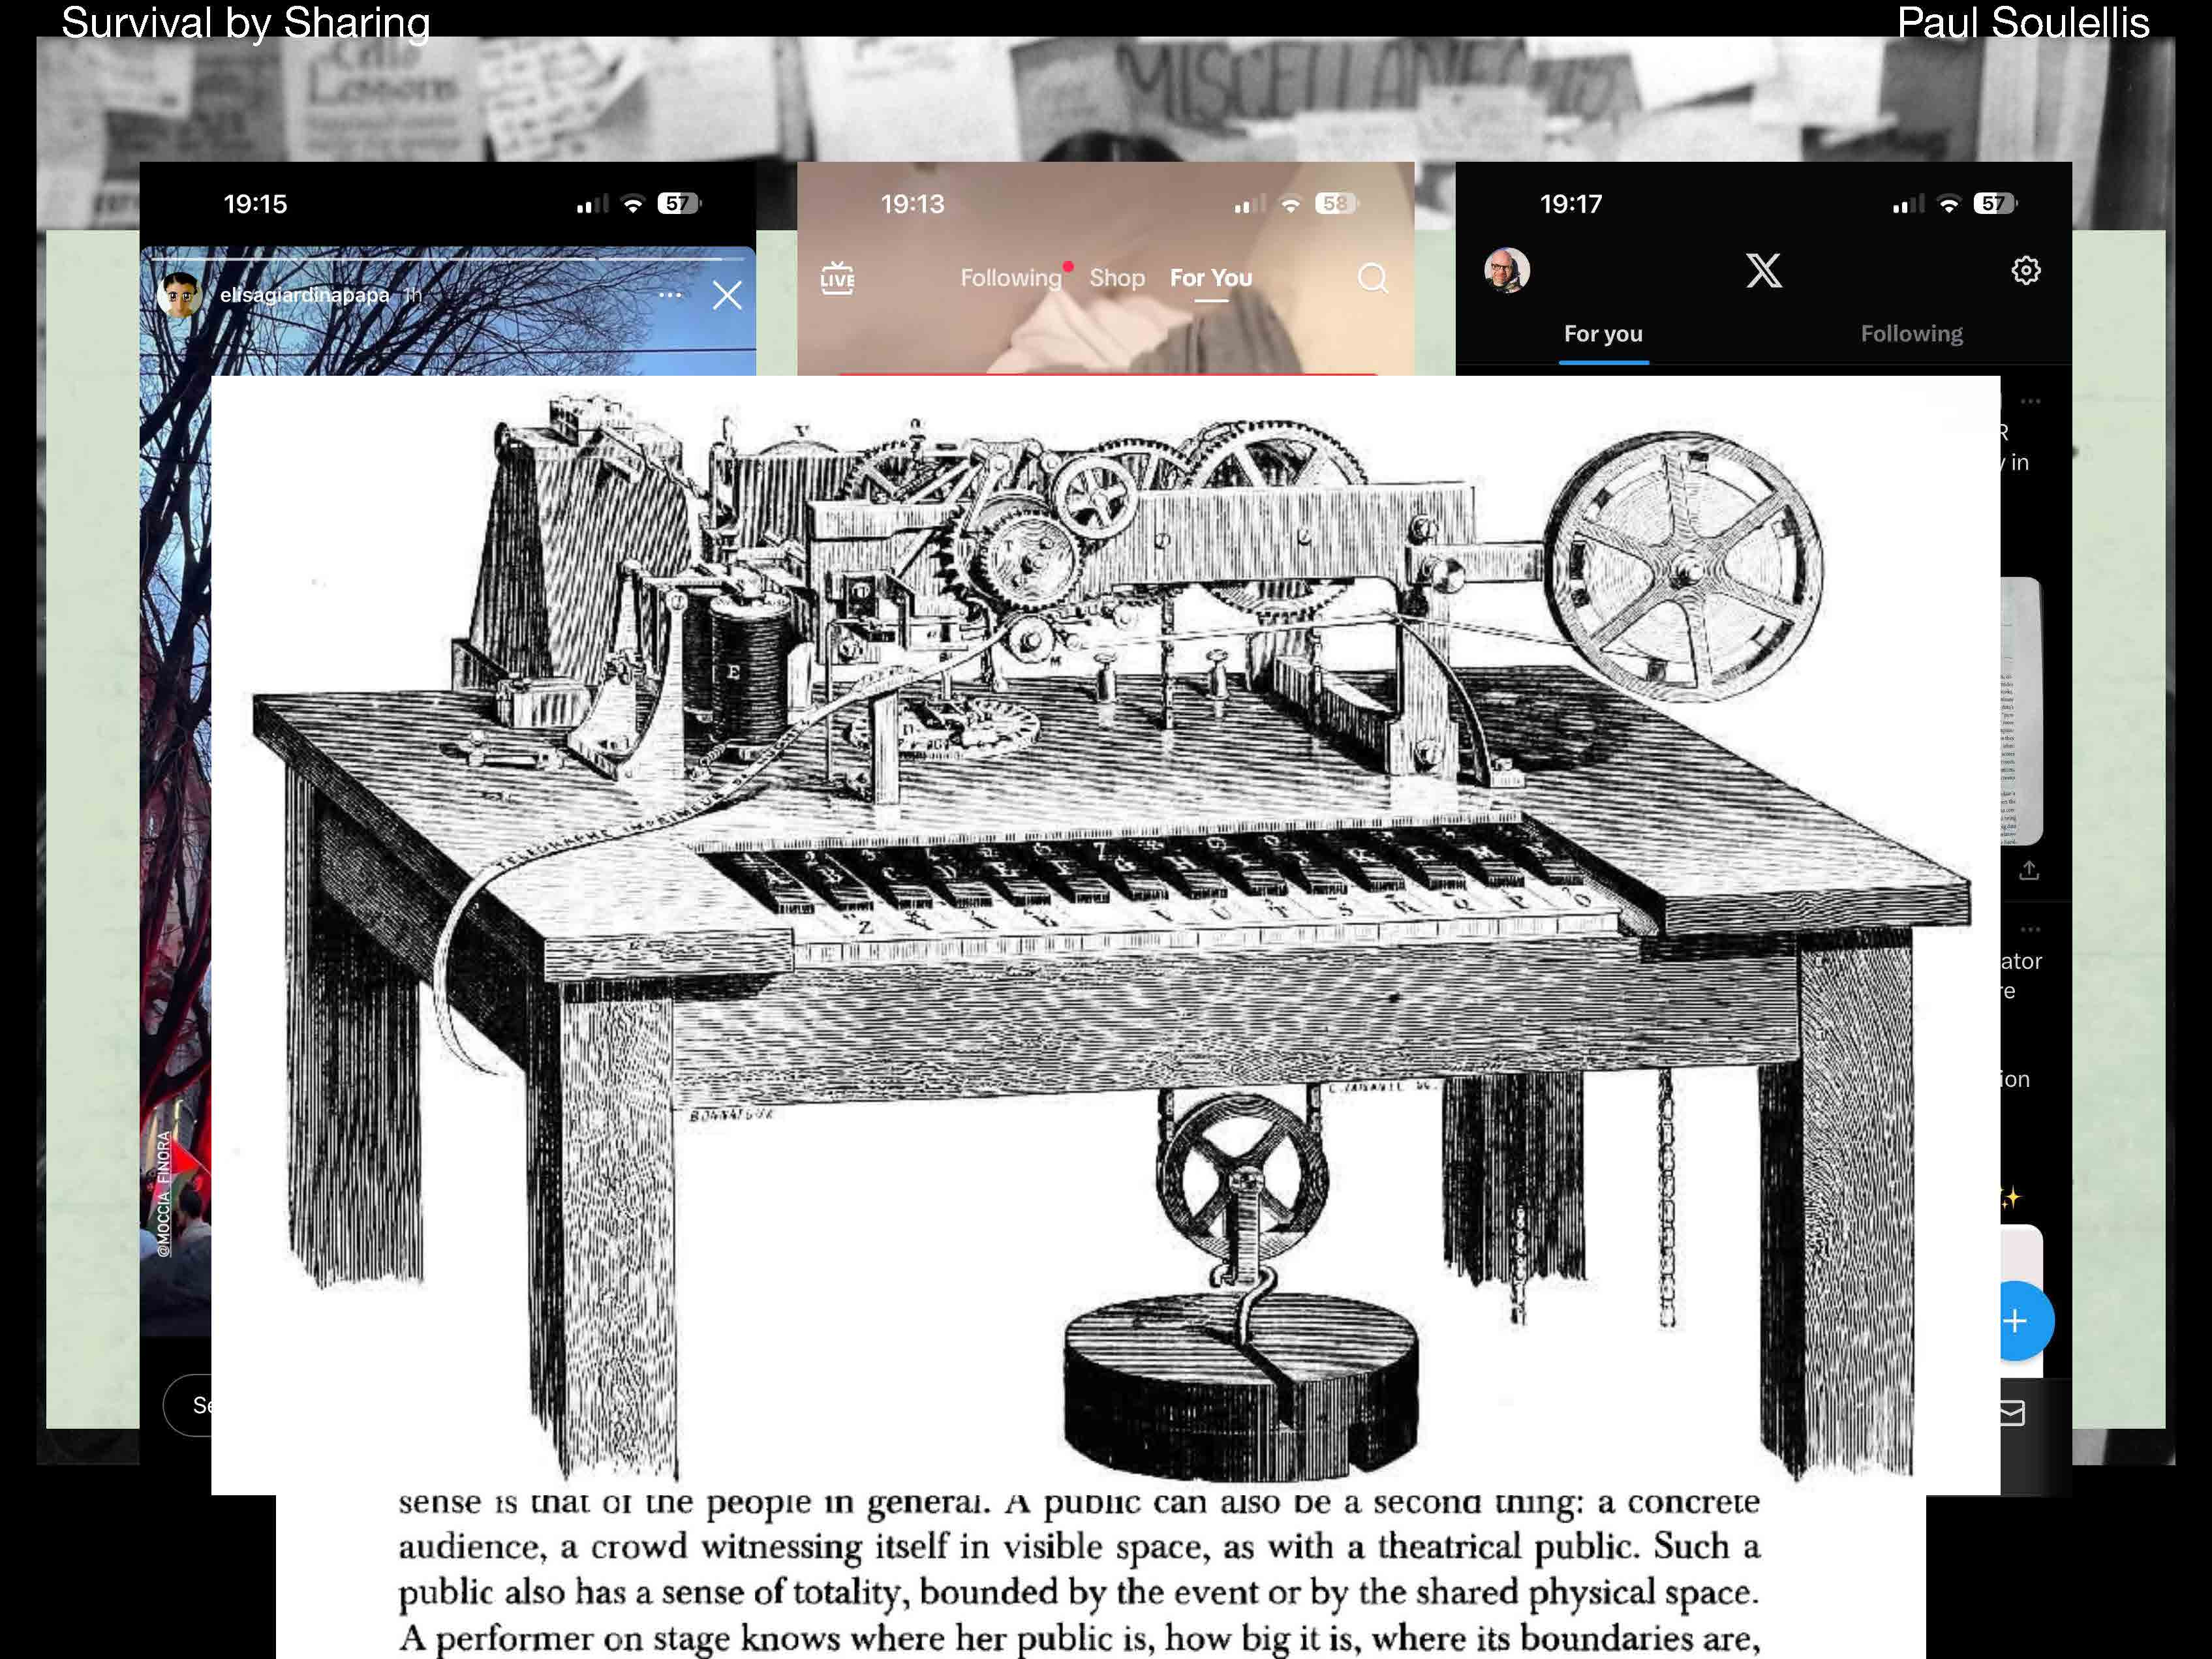 Survival by Sharing
Paul Soulellis
Cello
Lessons
MISCELLANEOUS
19:15
57
19:13
58
19:17
57
elisagiardinapapa 1h
LIVE
Following Shop For You
X
For you Following
R
y in
V
T
E
M
TELEGRAPHE IMPRIMEUR
A B C D E F G H I J K L M N
Z Y X V U T S R Q P O
BONNAFOUX
@MOCCIA_FINORA
ator
re
ion
Se
sense is that of the people in general. A public can also be a second thing: a concrete
audience, a crowd witnessing itself in visible space, as with a theatrical public. Such a
public also has a sense of totality, bounded by the event or by the shared physical space.
A performer on stage knows where her public is, how big it is, where its boundaries are,